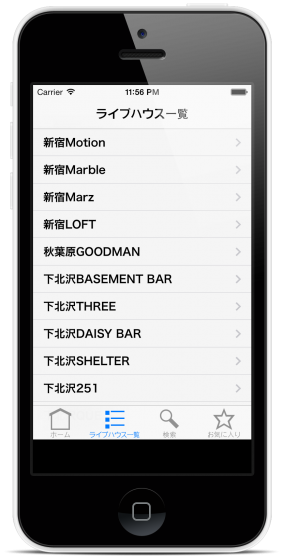 Carrier 11:56 PM
ライブハウス一覧
新宿Motion
新宿Marble
新宿Marz
新宿LOFT
秋葉原GOODMAN
下北沢BASEMENT BAR
下北沢THREE
下北沢DAISY BAR
下北沢SHELTER
下北沢251
ホーム ライブハウス一覧 検索 お気に入り